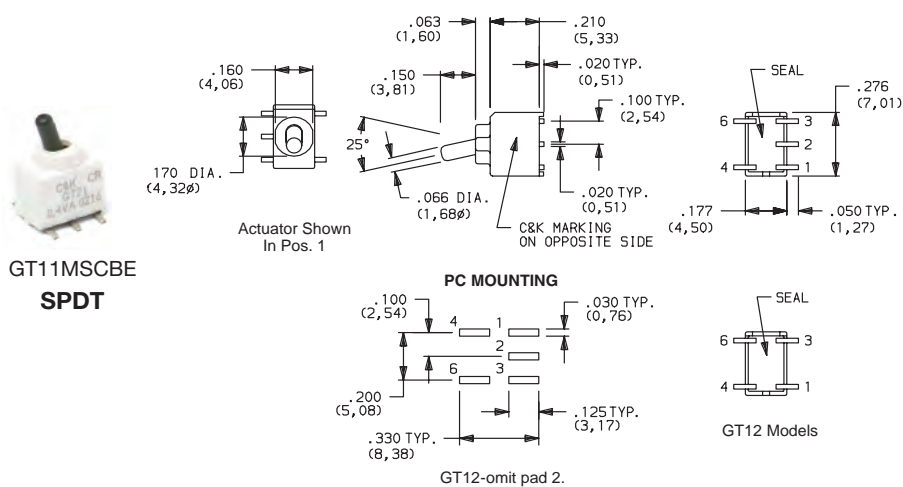 .063
(1,60)
.210
(5,33)
.160
(4,06)
.150
(3,81)
.020 TYP.
(0,51)
.100 TYP.
(2,54)
SEAL
.276
(7,01)
6
3
2
4
1
25°
170 DIA.
(4,32ø)
.066 DIA.
(1,68ø)
.020 TYP.
(0,51)
.177
(4,50)
.050 TYP.
(1,27)
C&K MARKING
ON OPPOSITE SIDE
Actuator Shown
In Pos. 1
C&K
GT21
0.4VA
GT11MSCBE
SPDT
PC MOUNTING
.100
(2,54)
4
1
.030 TYP.
(0,76)
2
6
3
.200
(5,08)
.125 TYP.
(3,17)
.330 TYP.
(8,38)
GT12-omit pad 2.
SEAL
6
3
4
1
GT12 Models